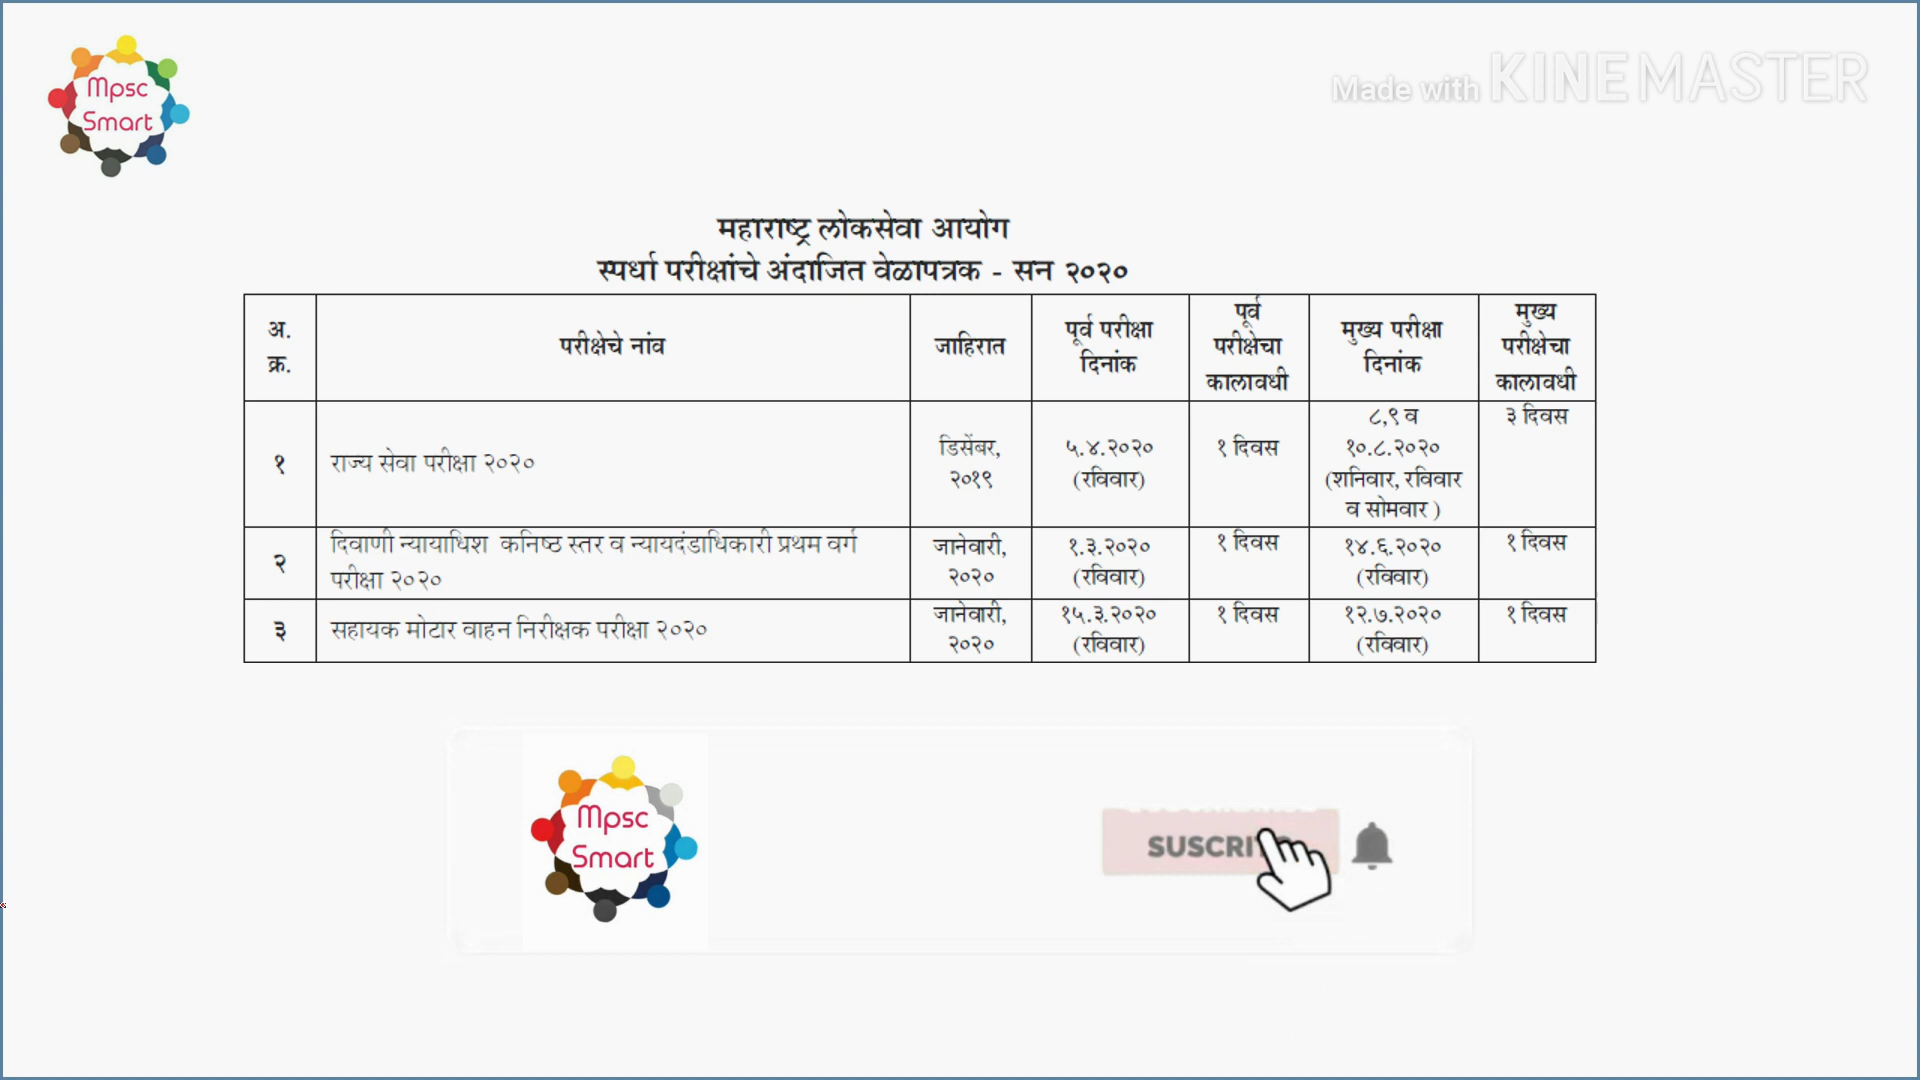 Mpsc
Smart
Made with KINEMASTER
महाराष्ट्र लोकसेवा आयोग
स्पर्धा परीक्षांचे अंदाजित वेळापत्रक - सन २०२०
अ. क्र. परीक्षेचे नांव जाहिरात पूर्व परीक्षा दिनांक पूर्व परीक्षेचा कालावधी मुख्य परीक्षा दिनांक मुख्य परीक्षेचा कालावधी
१ राज्य सेवा परीक्षा २०२० डिसेंबर, २०१९ ५.४.२०२० (रविवार) १ दिवस ८,९ व १०.८.२०२० (शनिवार, रविवार व सोमवार ) ३ दिवस
२ दिवाणी न्यायाधिश कनिष्ठ स्तर व न्यायदंडाधिकारी प्रथम वर्ग परीक्षा २०२० जानेवारी, २०२० १.३.२०२० (रविवार) १ दिवस १४.६.२०२० (रविवार) १ दिवस
३ सहायक मोटार वाहन निरीक्षक परीक्षा २०२० जानेवारी, २०२० १५.३.२०२० (रविवार) १ दिवस १२.७.२०२० (रविवार) १ दिवस
Mpsc
Smart